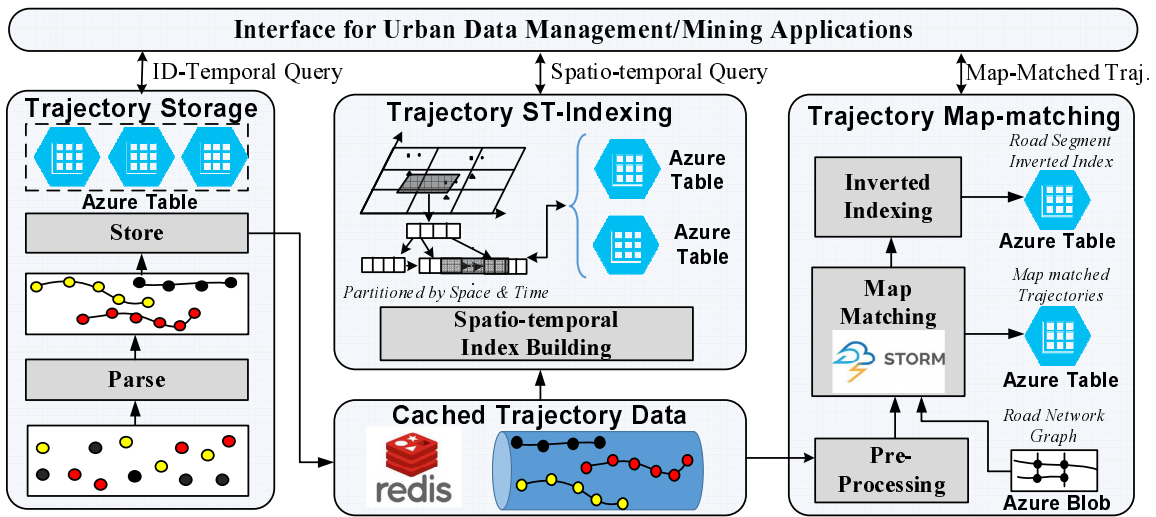 Interface for Urban Data Management/Mining Applications
ID-Temporal Query
Spatio-temporal Query
Map-Matched Traj.
Trajectory Storage
Azure Table
Store
Parse
Trajectory ST-Indexing
Azure
Table
Azure
Table
Partitioned by Space & Time
Spatio-temporal
Index Building
Cached Trajectory Data
redis
Trajectory Map-matching
Road Segment
Inverted Index
Inverted
Indexing
Azure Table
Map matched
Trajectories
Map
Matching
STORM
Azure Table
Road Network
Graph
Pre-
Processing
Azure Blob